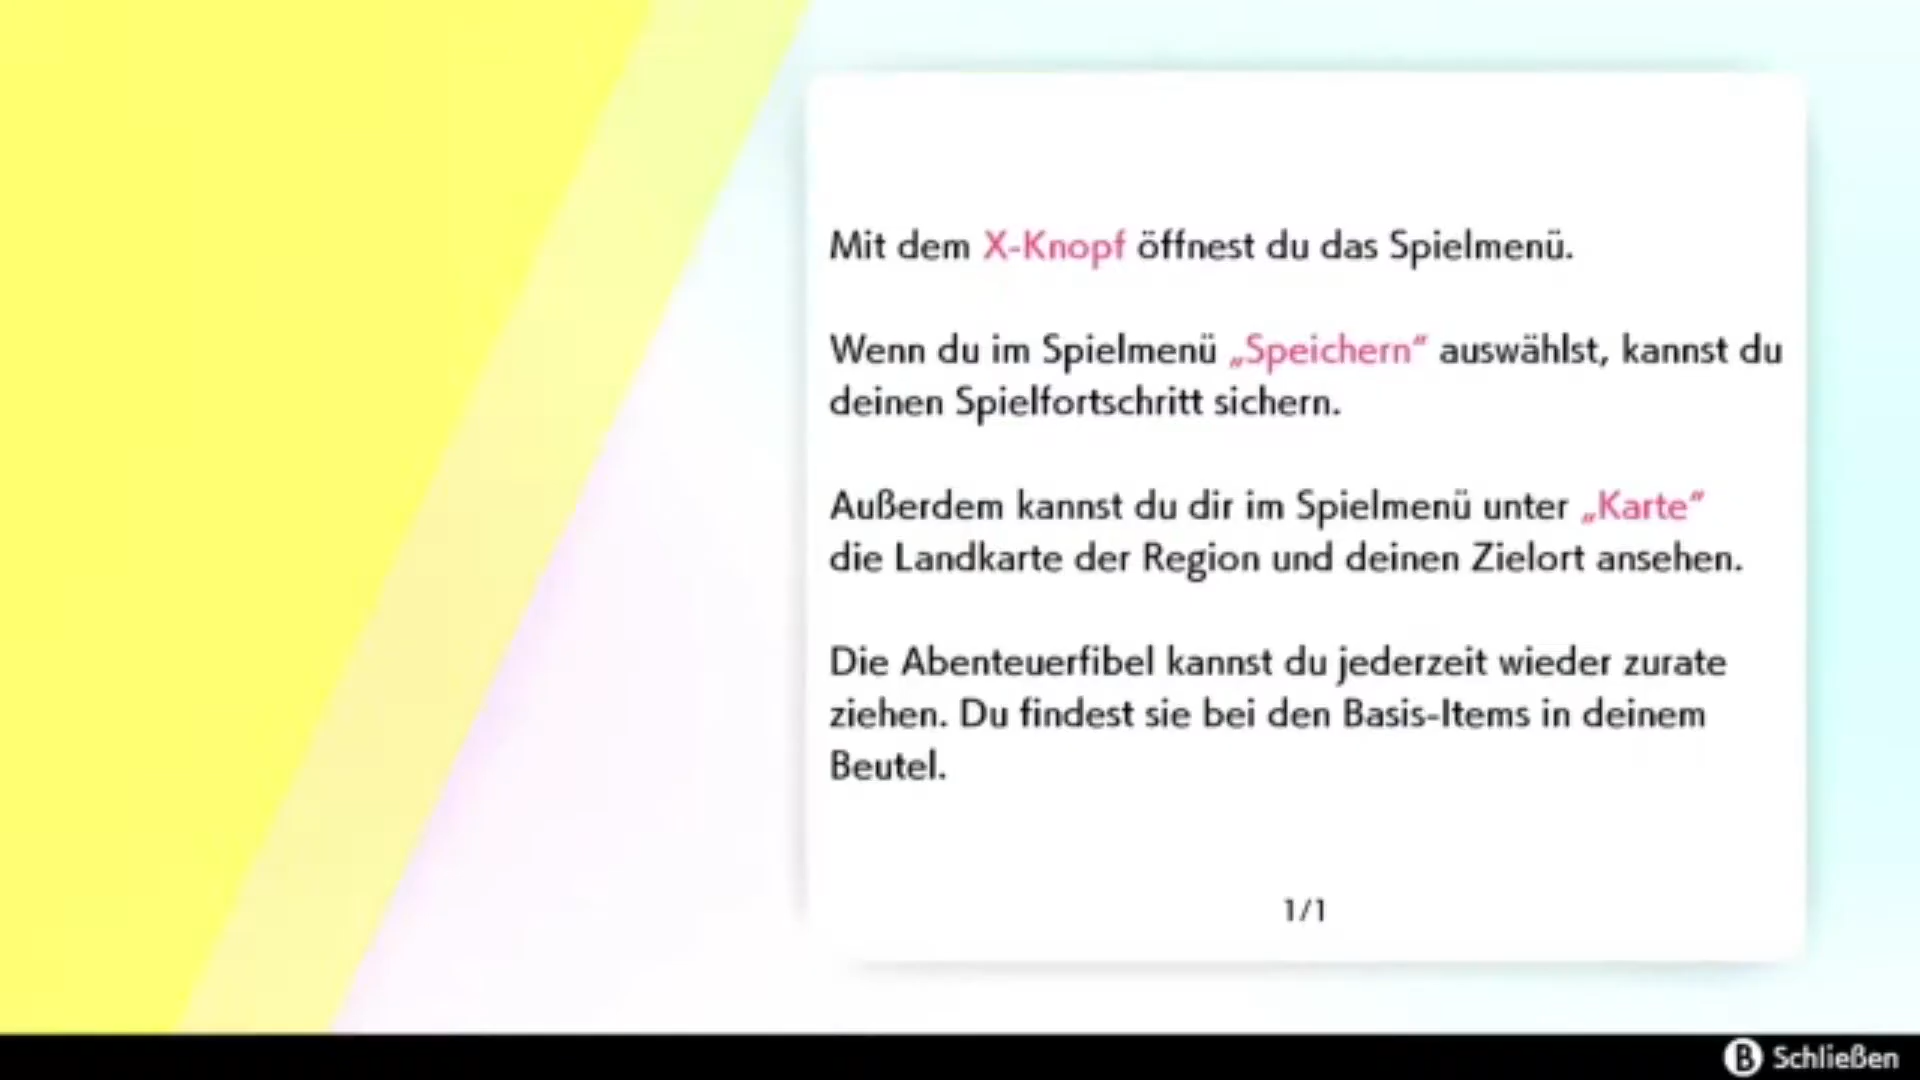 Mit dem X-Knopf öffnest du das Spielmenü.
Wenn du im Spielmenü „Speichern“ auswählst, kannst du
deinen Spielfortschritt sichern.
Außerdem kannst du dir im Spielmenü unter „Karte“
die Landkarte der Region und deinen Zielort ansehen.
Die Abenteuerfibel kannst du jederzeit wieder zurate
ziehen. Du findest sie bei den Basis-Items in deinem
Beutel.
1/1
B Schließen